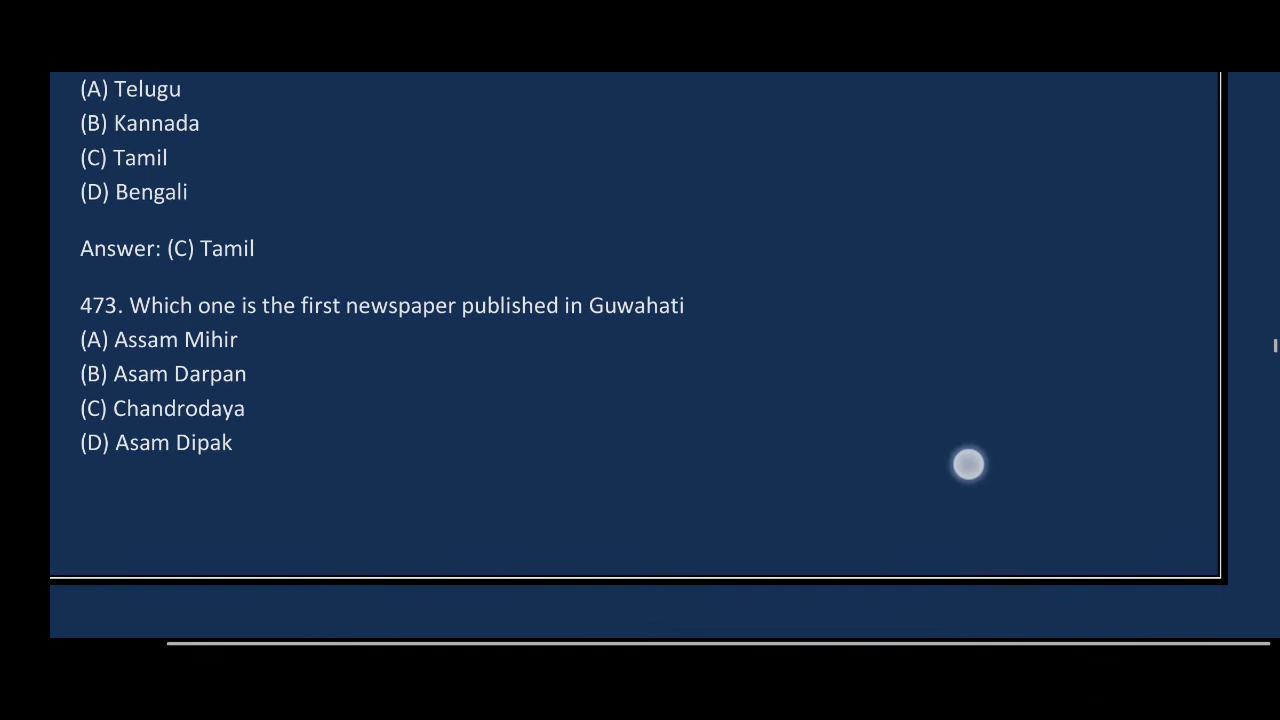 (A) Telugu
(B) Kannada
(C) Tamil
(D) Bengali
Answer: (C) Tamil
473. Which one is the first newspaper published in Guwahati
(A) Assam Mihir
(B) Asam Darpan
(C) Chandrodaya
(D) Asam Dipak